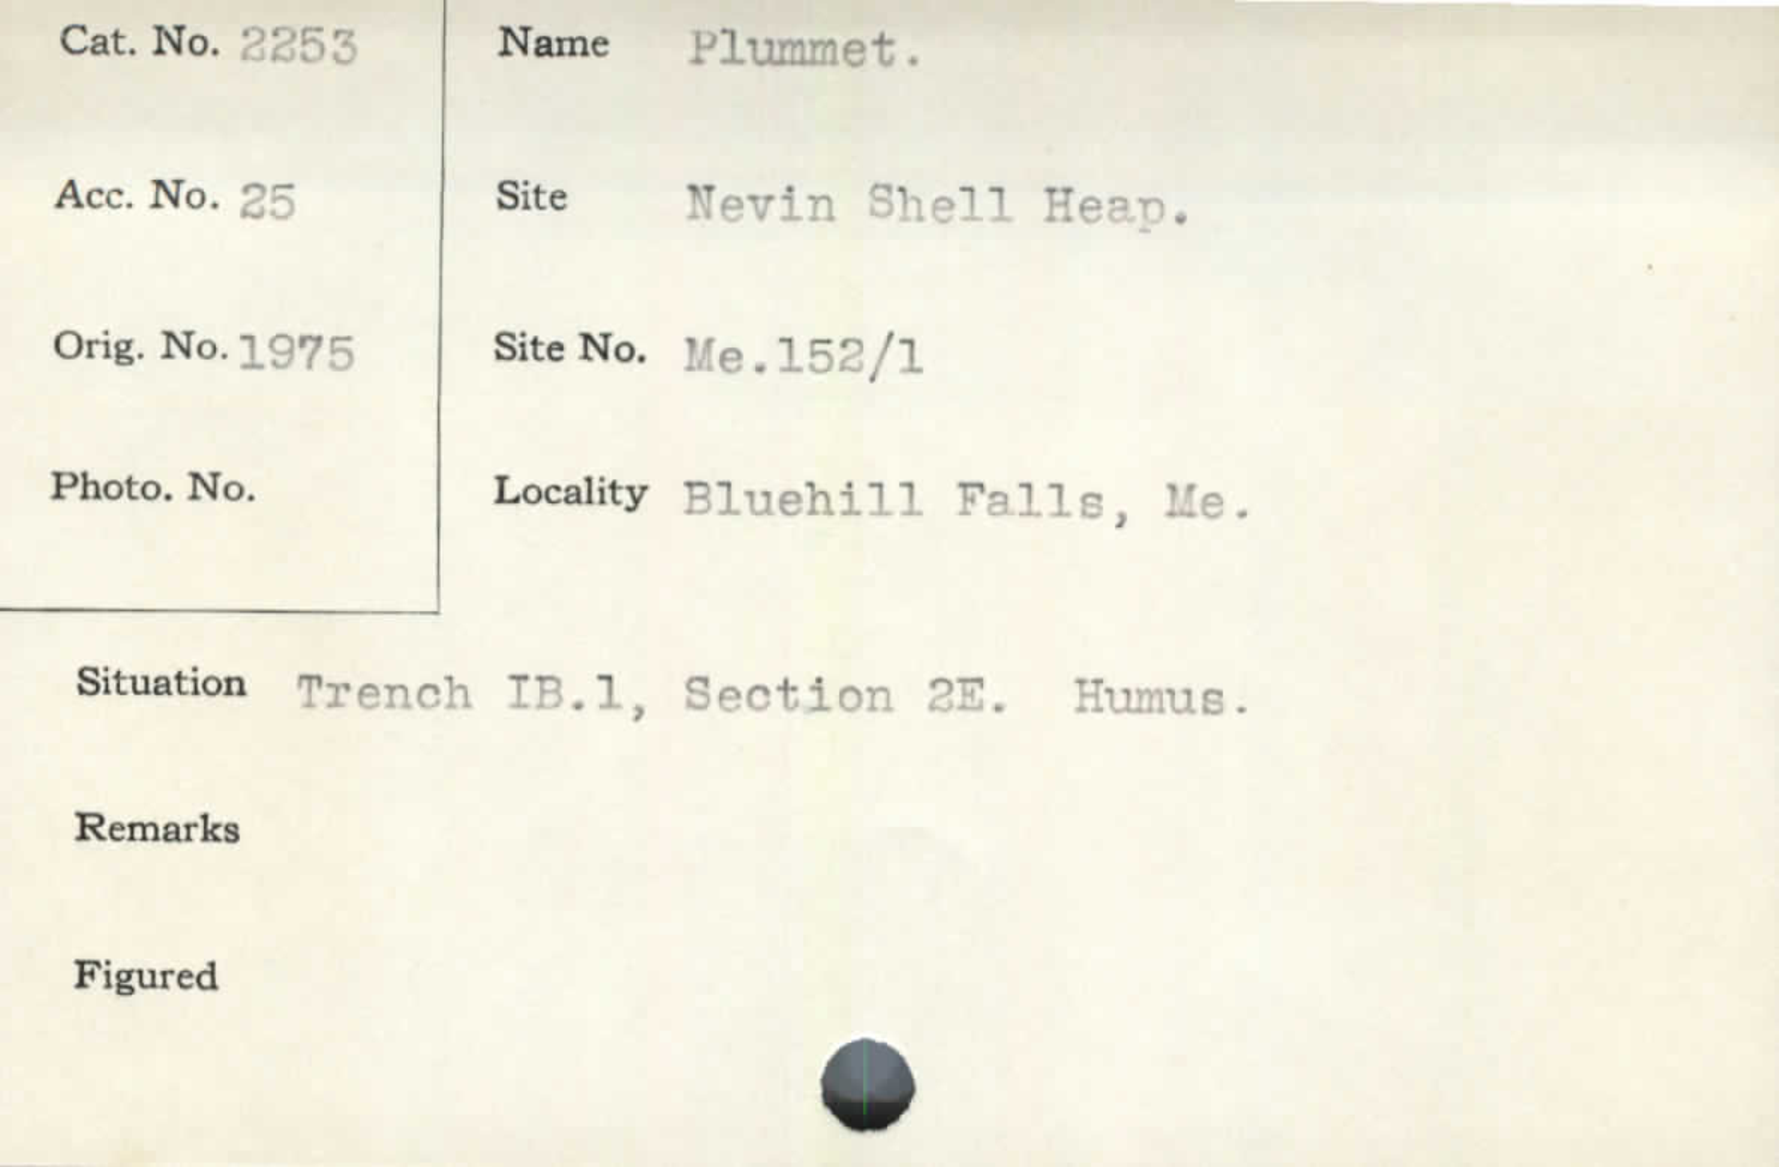 Cat. No. 2253
Name Plummet.
Acc. No. 25
Site Nevin Shell Heap.
Orig. No. 1975
Site No. Me.152/1
Photo. No.
Locality Bluehill Falls, Me.
Situation Trench IB.1, Section 2E. Humus.
Remarks
Figured